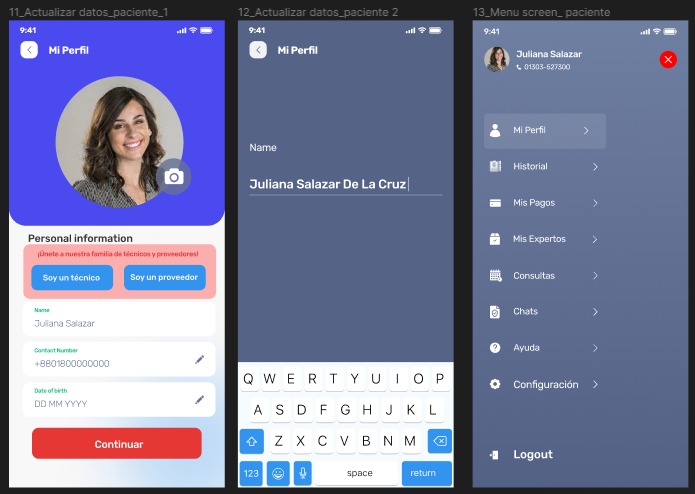 11_Actualizar datos_paciente_1
9:41
Mi Perfil
Personal information
¡Únete a nuestra familia de técnicos y proveedores!
Soy un técnico
Soy un proveedor
Name
Juliana Salazar
Contact Number
+8801800000000
Date of birth
DD MM YYYY
Continuar
12_Actualizar datos_paciente 2
9:41
Mi Perfil
Name
Juliana Salazar De La Cruz
Q W E R T Y U I O P
A S D F G H J K L
Z X C V B N M
123
space
return
13_Menu screen_ paciente
9:41
Juliana Salazar
01303-527300
Mi Perfil
Historial
Mis Pagos
Mis Expertos
Consultas
Chats
Ayuda
Configuración
Logout